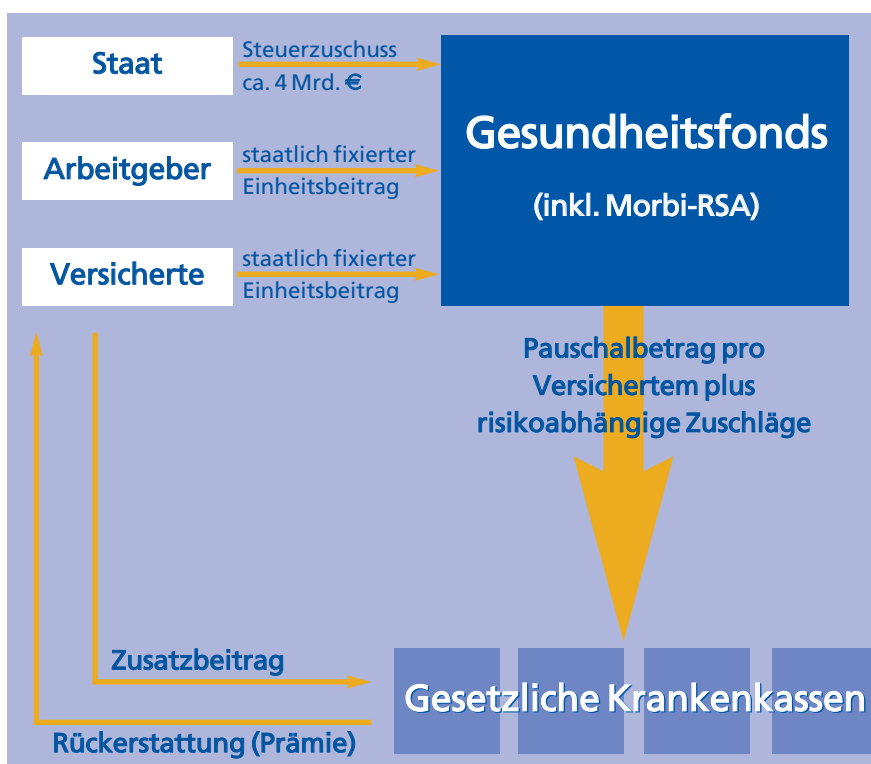 Staat
Steuerzuschuss
ca. 4 Mrd. €
Arbeitgeber
staatlich fixierter
Einheitsbeitrag
Versicherte
staatlich fixierter
Einheitsbeitrag
Gesundheitsfonds
(inkl. Morbi-RSA)
Pauschalbetrag pro
Versichertem plus
risikoabhängige Zuschläge
Zusatzbeitrag
Rückerstattung (Prämie)
Gesetzliche Krankenkassen